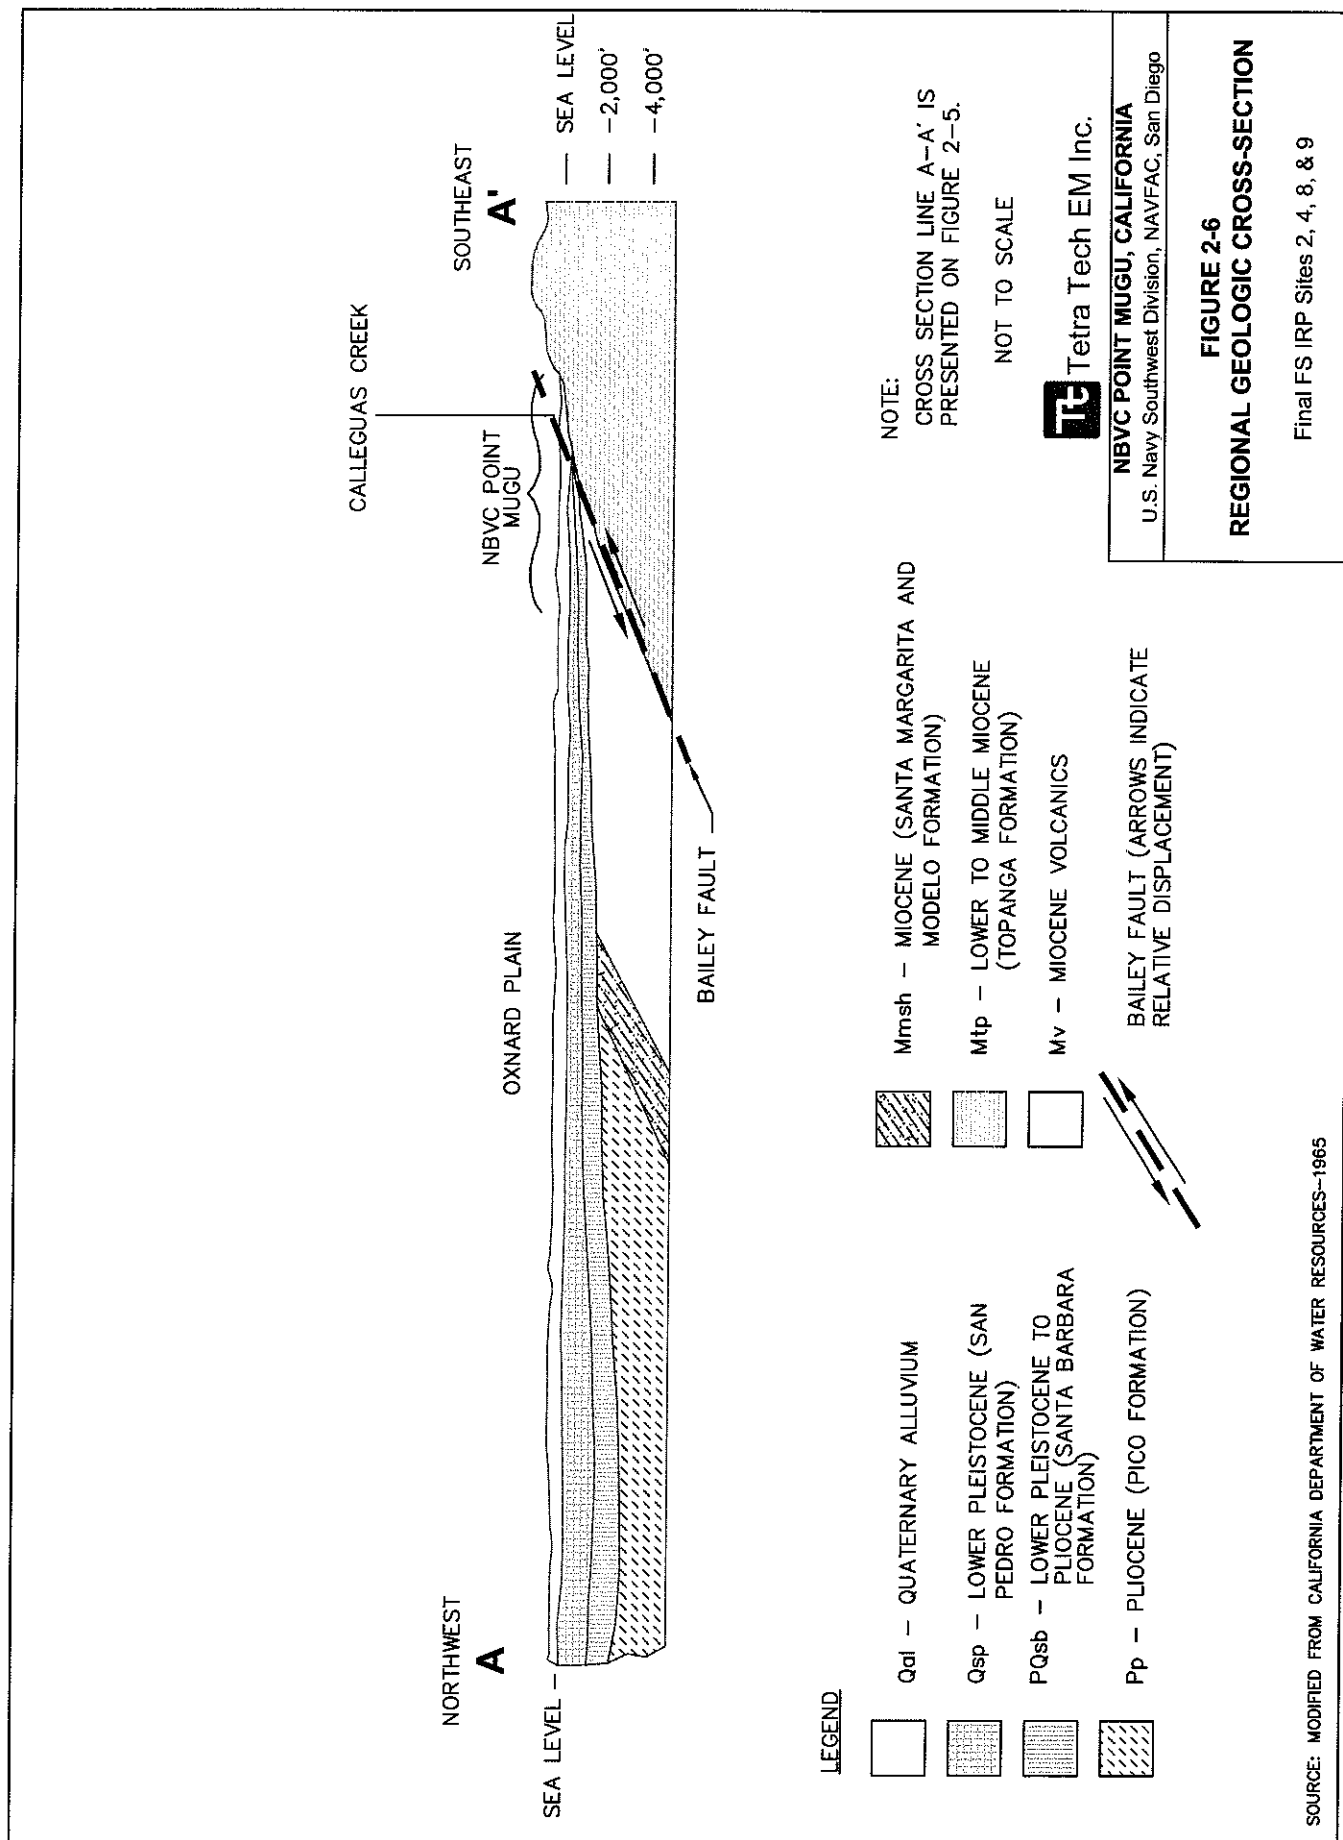 CALLEGUAS CREEK
NORTHWEST
A
SOUTHEAST
A'
NBVC POINT
MUGU
OXNARD PLAIN
SEA LEVEL
SEA LEVEL
-2,000'
-4,000'
BAILEY FAULT
LEGEND
Qal - QUATERNARY ALLUVIUM
Qsp - LOWER PLEISTOCENE (SAN
PEDRO FORMATION)
PQsb - LOWER PLEISTOCENE TO
PLIOCENE (SANTA BARBARA
FORMATION)
Pp - PLIOCENE (PICO FORMATION)
Mmsh - MIOCENE (SANTA MARGARITA AND
MODELO FORMATION)
Mtp - LOWER TO MIDDLE MIOCENE
(TOPANGA FORMATION)
Mv - MIOCENE VOLCANICS
BAILEY FAULT (ARROWS INDICATE
RELATIVE DISPLACEMENT)
NOTE:
CROSS SECTION LINE A-A' IS
PRESENTED ON FIGURE 2-5.
NOT TO SCALE
Tt Tetra Tech EM Inc.
NBVC POINT MUGU, CALIFORNIA
U.S. Navy Southwest Division, NAVFAC, San Diego
FIGURE 2-6
REGIONAL GEOLOGIC CROSS-SECTION
Final FS IRP Sites 2, 4, 8, & 9
SOURCE: MODIFIED FROM CALIFORNIA DEPARTMENT OF WATER RESOURCES-1965